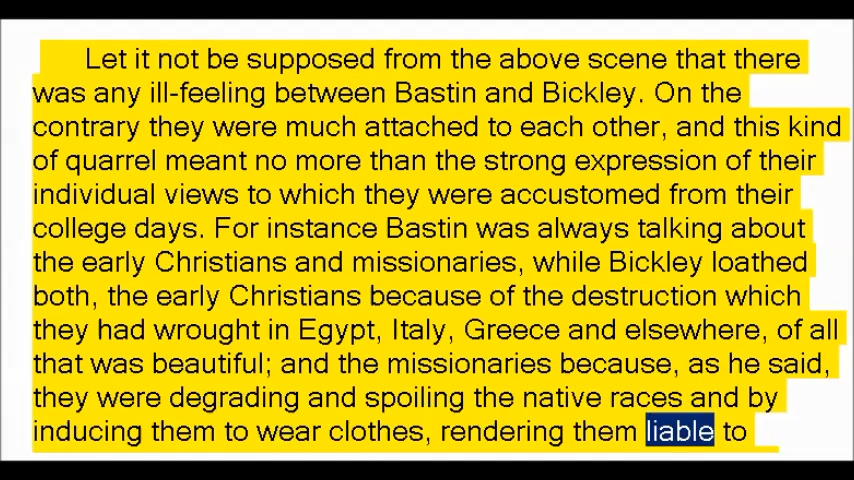 Let it not be supposed from the above scene that there
was any ill-feeling between Bastin and Bickley. On the
contrary they were much attached to each other, and this kind
of quarrel meant no more than the strong expression of their
individual views to which they were accustomed from their
college days. For instance Bastin was always talking about
the early Christians and missionaries, while Bickley loathed
both, the early Christians because of the destruction which
they had wrought in Egypt, Italy, Greece and elsewhere, of all
that was beautiful; and the missionaries because, as he said,
they were degrading and spoiling the native races and by
inducing them to wear clothes, rendering them liable to